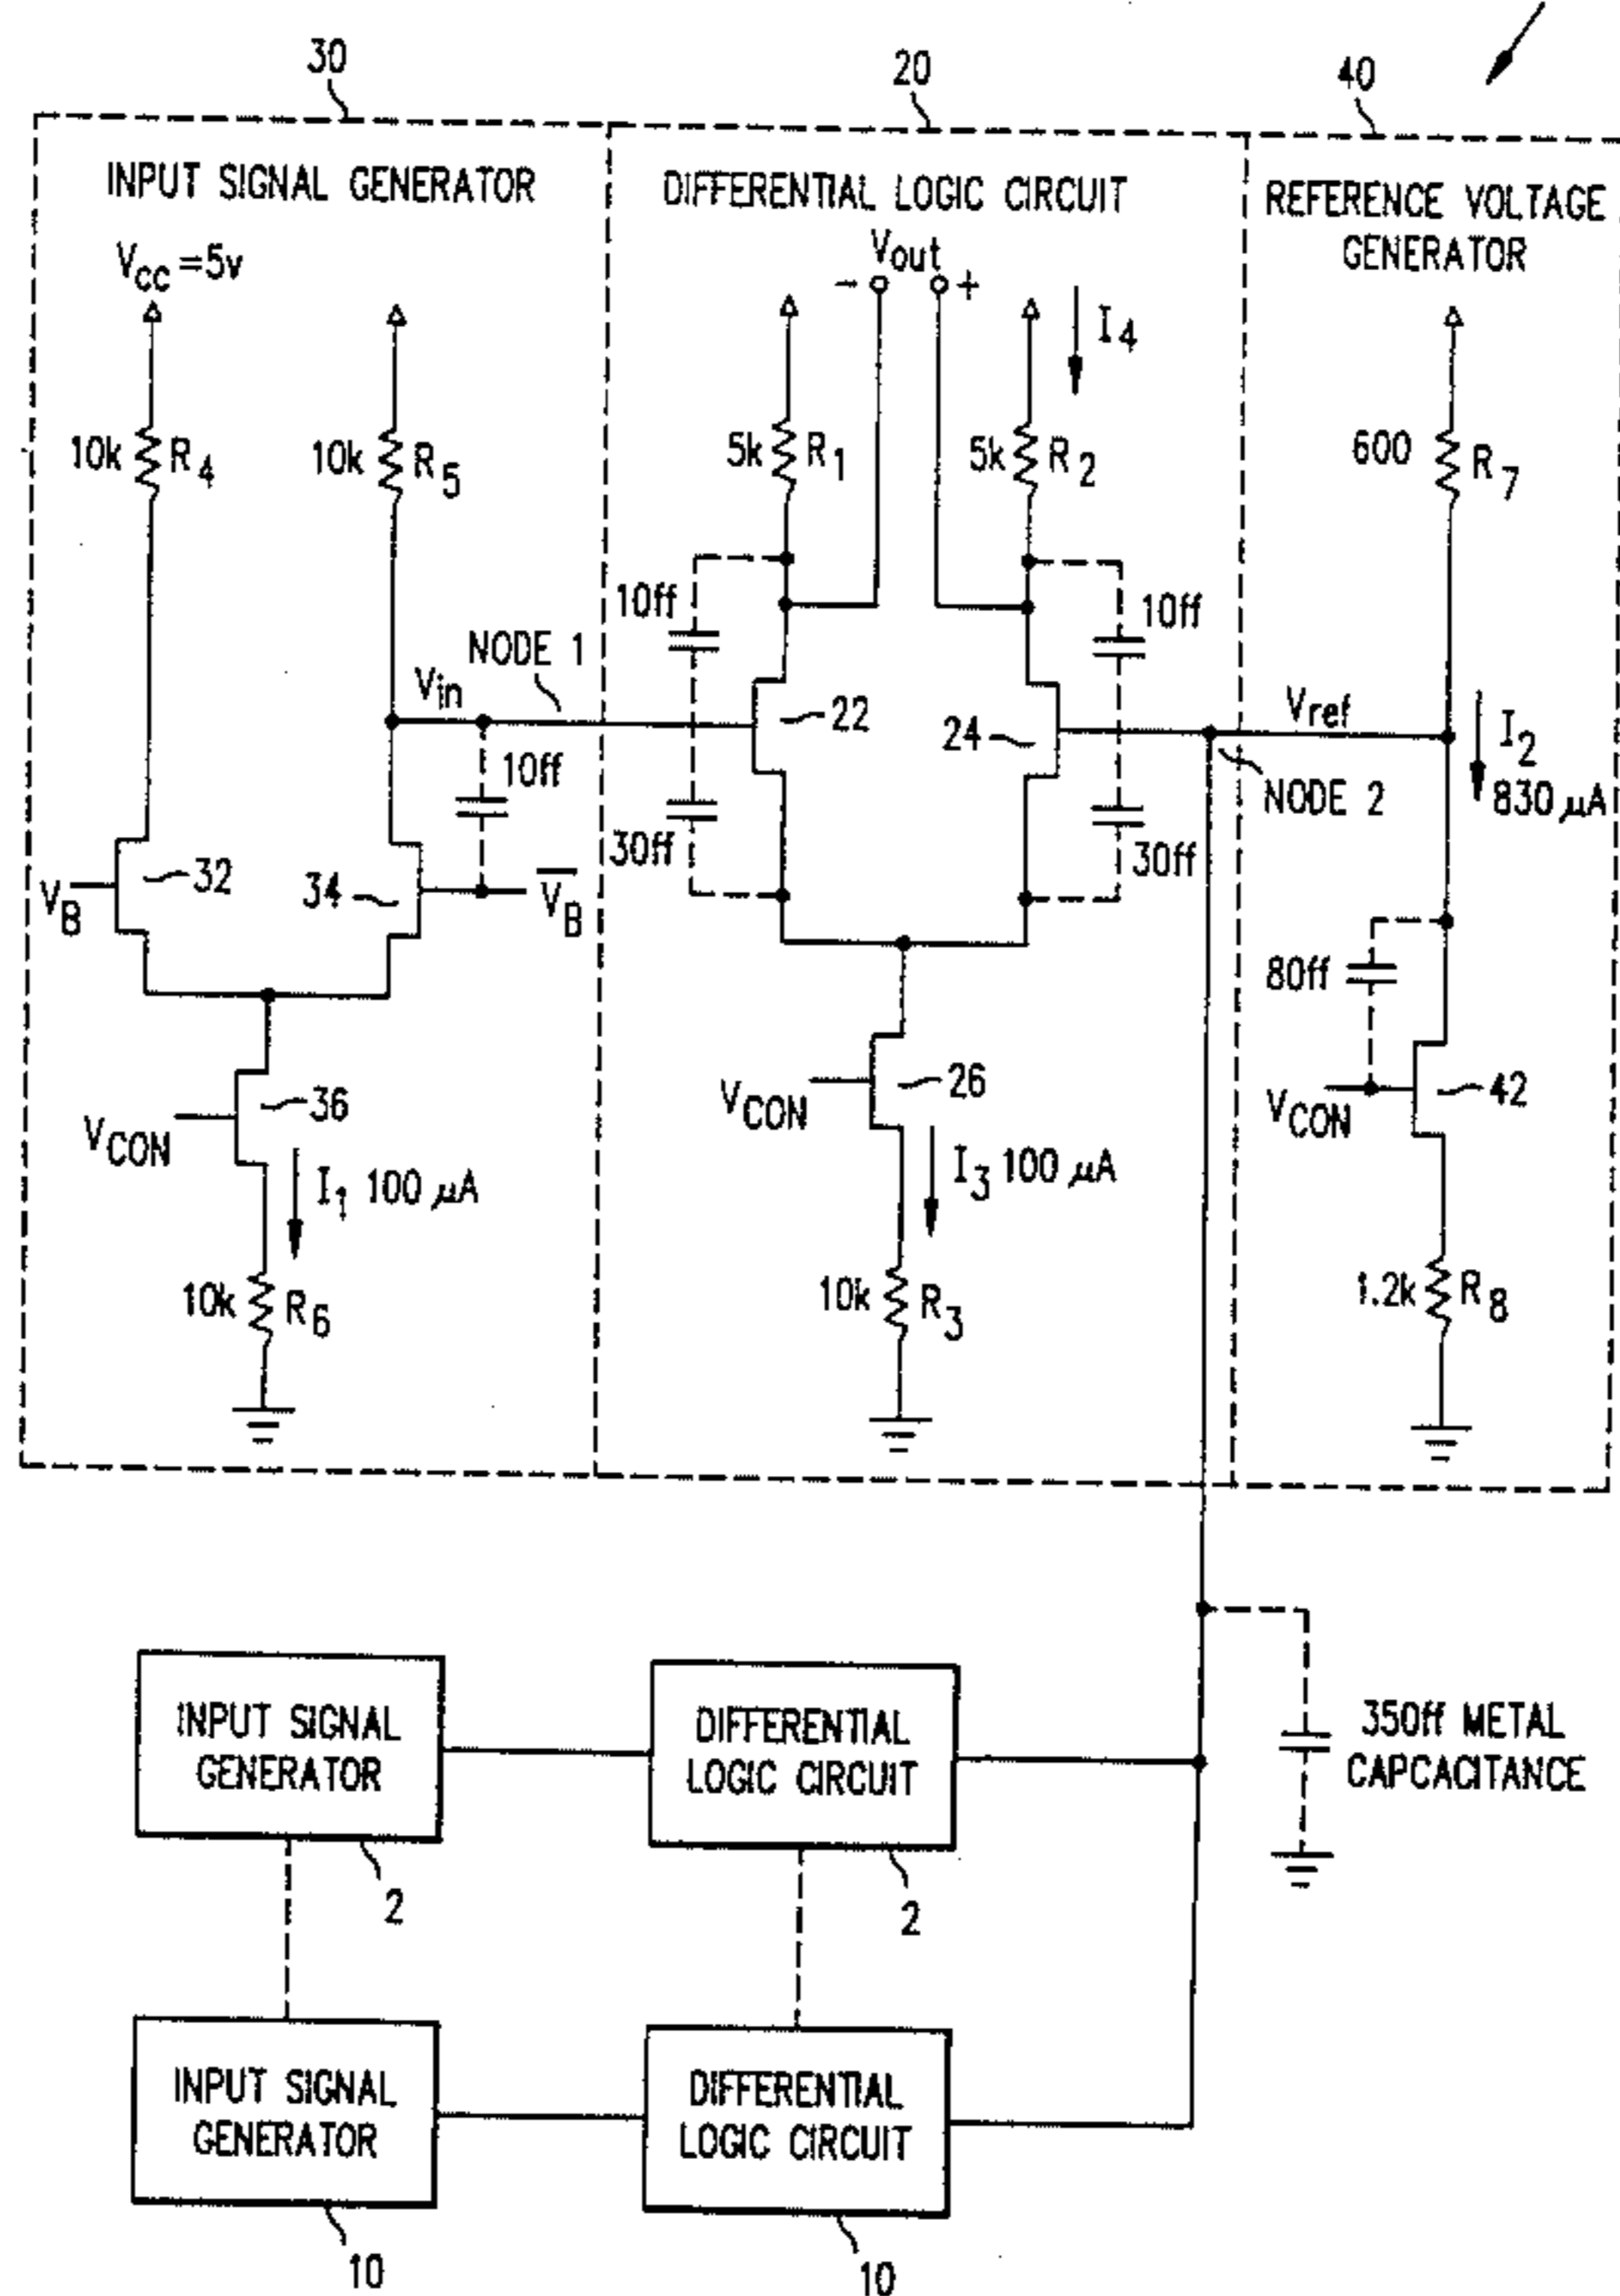 30
20
40
INPUT SIGNAL GENERATOR
DIFFERENTIAL LOGIC CIRCUIT
REFERENCE VOLTAGE
GENERATOR
Vcc =5v
Vout
-
+
I4
10k R4
10k R5
5k R1
5k R2
600 R7
10ff
10ff
NODE 1
Vin
22
24
Vref
I2
830 μA
NODE 2
10ff
30ff
30ff
VB
32
34
V̅B
80ff
36
26
42
VCON
VCON
VCON
I1 100 μA
I3 100 μA
10k R6
10k R3
1.2k R8
INPUT SIGNAL
GENERATOR
DIFFERENTIAL
LOGIC CIRCUIT
350ff METAL
CAPCACITANCE
2
2
INPUT SIGNAL
GENERATOR
DIFFERENTIAL
LOGIC CIRCUIT
10
10